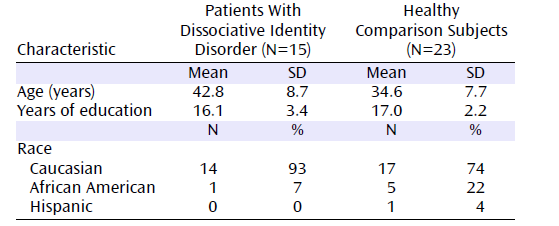 Patients With Healthy
Dissociative Identity Comparison Subjects
Characteristic Disorder (N=15) (N=23)
Mean SD Mean SD
Age (years) 42.8 8.7 34.6 7.7
Years of education 16.1 3.4 17.0 2.2
N % N %
Race
Caucasian 14 93 17 74
African American 1 7 5 22
Hispanic 0 0 1 4